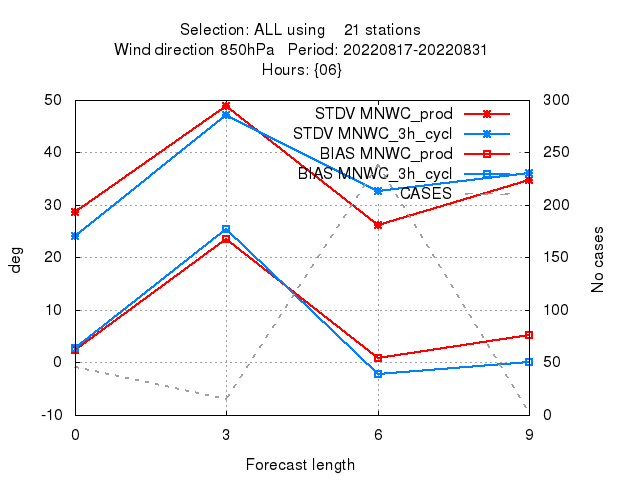 Selection: ALL using    21 stations
Wind direction 850hPa   Period: 20220817-20220831
Hours: {06}
STDV MNWC_prod
STDV MNWC_3h_cycl
BIAS MNWC_prod
BIAS MNWC_3h_cycl
CASES
deg
50
40
30
20
10
0
-10
300
250
200
150
100
50
0
No cases
0 3 6 9
Forecast length